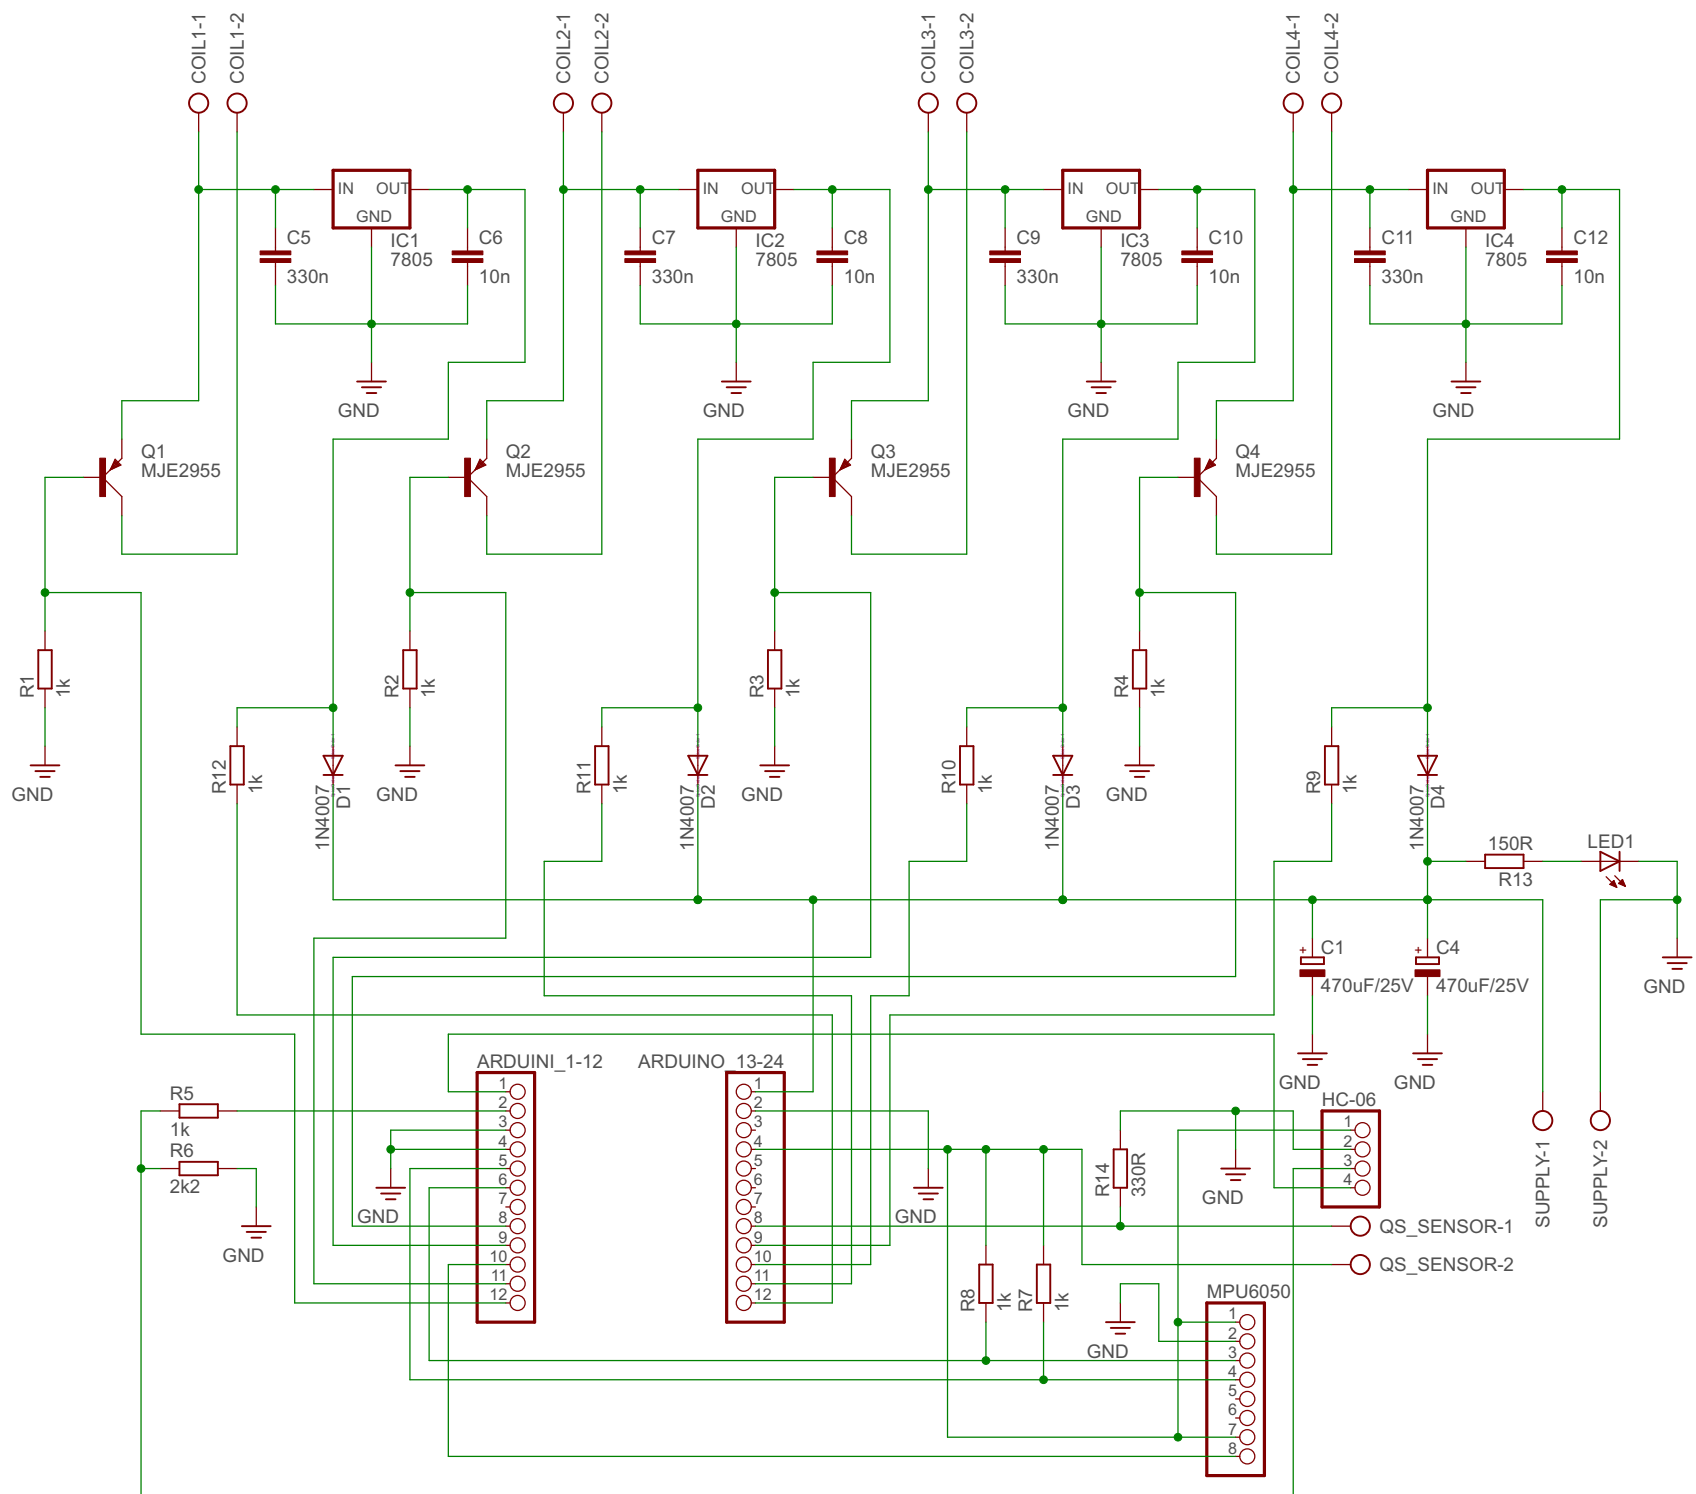 COIL1-1
COIL1-2
COIL2-1
COIL2-2
COIL3-1
COIL3-2
COIL4-1
COIL4-2
IN OUT
GND
IN OUT
GND
IN OUT
GND
IN OUT
GND
C5
330n
IC1
7805
C6
10n
C7
330n
IC2
7805
C8
10n
C9
330n
IC3
7805
C10
10n
C11
330n
IC4
7805
C12
10n
GND
GND
GND
GND
Q1
MJE2955
Q2
MJE2955
Q3
MJE2955
Q4
MJE2955
R1
1k
R2
1k
R3
1k
R4
1k
GND
GND
GND
GND
R12
1k
1N4007
D1
R11
1k
1N4007
D2
R10
1k
1N4007
D3
R9
1k
1N4007
D4
150R
R13
LED1
+
C1
470uF/25V
+
C4
470uF/25V
GND
GND
GND
ARDUINI_1-12
1
2
3
4
5
6
7
8
9
10
11
12
ARDUINO_13-24
1
2
3
4
5
6
7
8
9
10
11
12
R5
1k
R6
2k2
GND
GND
GND
R14
330R
GND
HC-06
1
2
3
4
SUPPLY-1
SUPPLY-2
QS_SENSOR-1
QS_SENSOR-2
R8
1k
R7
1k
GND
MPU6050
1
2
3
4
5
6
7
8